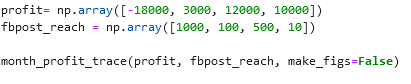 profit= np.array([-18000, 3000, 12000, 10000])
fbpost_reach = np.array([1000, 100, 500, 10])
month_profit_trace(profit, fbpost_reach, make_figs=False)